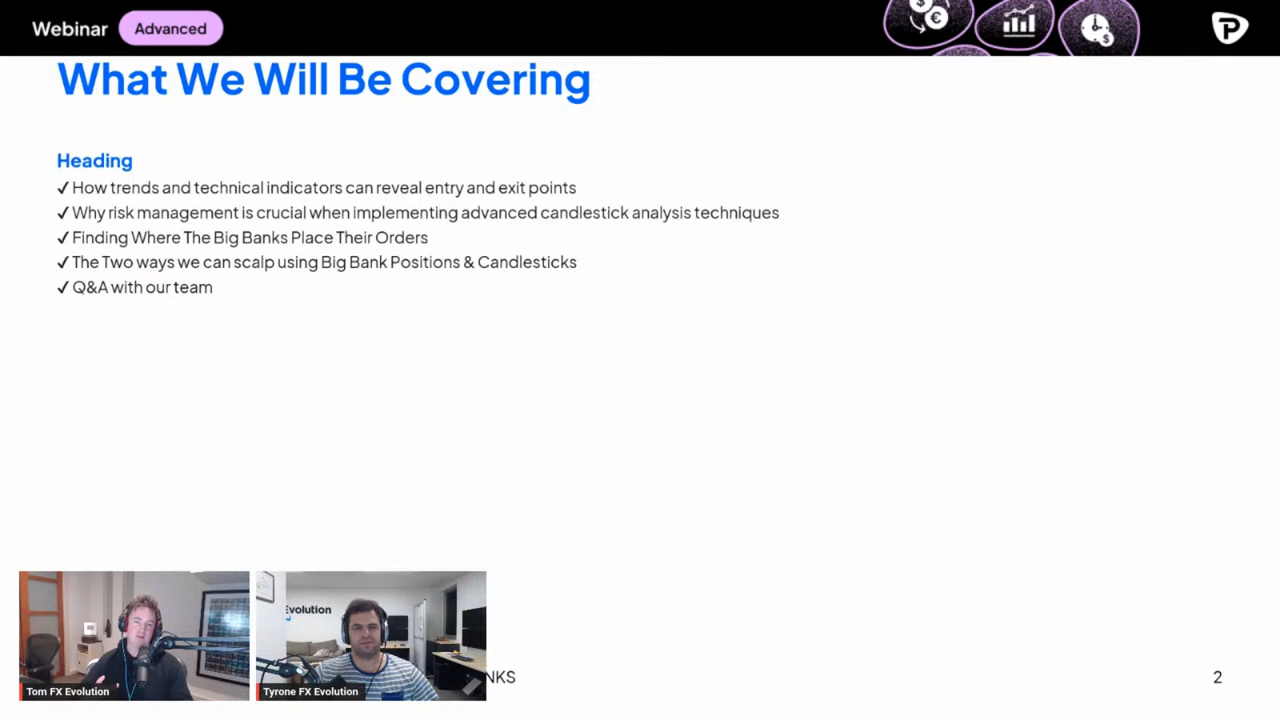 Webinar
Advanced
What We Will Be Covering
Heading
✓ How trends and technical indicators can reveal entry and exit points
✓ Why risk management is crucial when implementing advanced candlestick analysis techniques
✓ Finding Where The Big Banks Place Their Orders
✓ The Two ways we can scalp using Big Bank Positions & Candlesticks
✓ Q&A with our team
Evolution
Tom FX Evolution
Tyrone FX Evolution
NKS
2